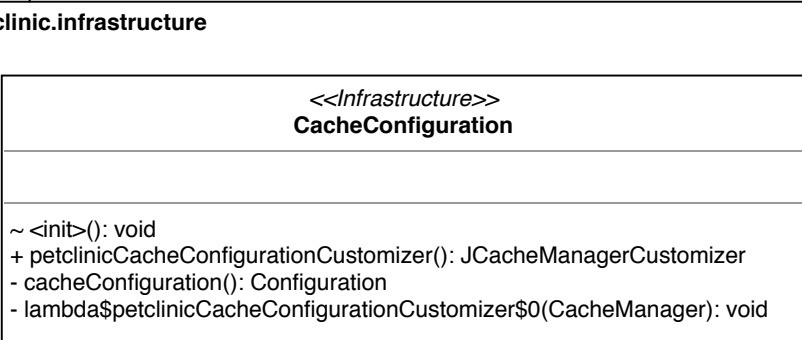 clinic.infrastructure
<<Infrastructure>>
CacheConfiguration
~ <init>(): void
+ petclinicCacheConfigurationCustomizer(): JCacheManagerCustomizer
- cacheConfiguration(): Configuration
- lambda$petclinicCacheConfigurationCustomizer$0(CacheManager): void